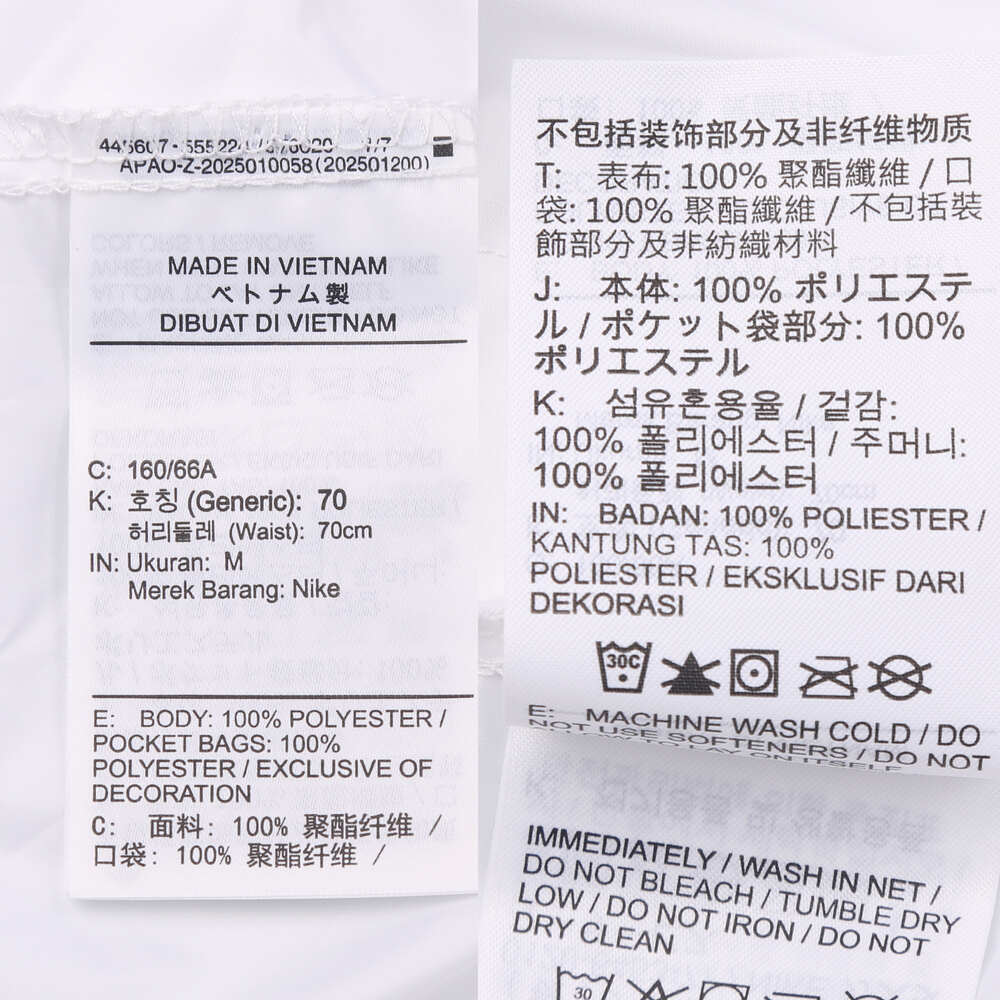 APAO-Z-2025010058(202501200)
MADE IN VIETNAM
ベトナム製
DIBUAT DI VIETNAM
C: 160/66A
K: 호칭 (Generic): 70
허리둘레 (Waist): 70cm
IN: Ukuran: M
Merek Barang: Nike
E: BODY: 100% POLYESTER /
POCKET BAGS: 100%
POLYESTER / EXCLUSIVE OF
DECORATION
C: 面料: 100% 聚酯纤维 /
口袋: 100% 聚酯纤维 /
不包括装饰部分及非纤维物质
T: 表布: 100% 聚酯纖維 / 口
袋: 100% 聚酯纖維 / 不包括裝
飾部分及非紡織材料
J: 本体: 100% ポリエステ
ル / ポケット袋部分: 100%
ポリエステル
K: 섬유혼용율 / 겉감:
100% 폴리에스터 / 주머니:
100% 폴리에스터
IN: BADAN: 100% POLIESTER /
KANTUNG TAS: 100%
POLIESTER / EKSKLUSIF DARI
DEKORASI
30C
E: MACHINE WASH COLD / DO
NOT USE SOFTENERS / DO NOT
IMMEDIATELY / WASH IN NET /
DO NOT BLEACH / TUMBLE DRY
LOW / DO NOT IRON / DO NOT
DRY CLEAN
30